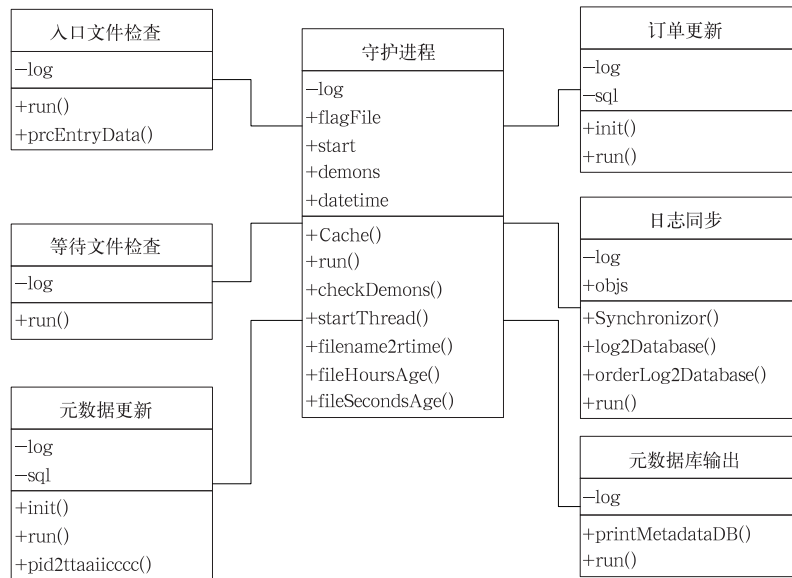 入口文件检查
−log
+run()
+prcEntryData()
等待文件检查
−log
+run()
元数据更新
−log
−sql
+init()
+run()
+pid2ttaaiicccc()
守护进程
−log
+flagFile
+start
+demons
+datetime
+Cache()
+run()
+checkDemons()
+startThread()
+filename2rtime()
+fileHoursAge()
+fileSecondsAge()
订单更新
−log
−sql
+init()
+run()
日志同步
−log
+objs
+Synchronizor()
+log2Database()
+orderLog2Database()
+run()
元数据库输出
−log
+printMetadataDB()
+run()